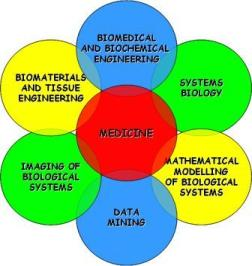 BIOMEDICAL
AND BIOCHEMICAL
ENGINEERING
BIOMATERIALS
AND TISSUE
ENGINEERING
SYSTEMS
BIOLOGY
MEDICINE
IMAGING OF
BIOLOGICAL
SYSTEMS
MATHEMATICAL
MODELLING
OF BIOLOGICAL
SYSTEMS
DATA
MINING